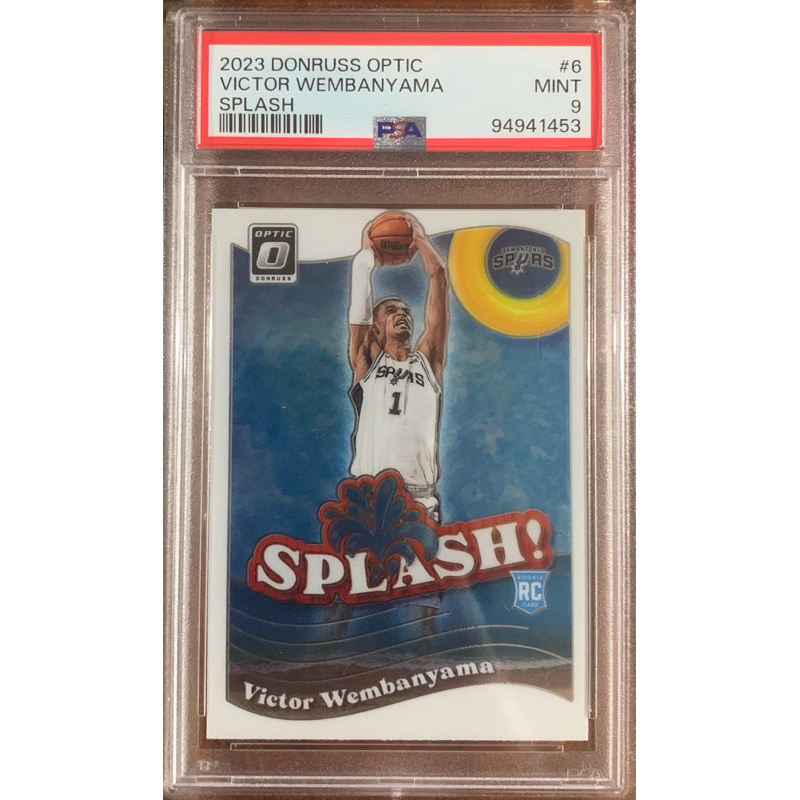 2023 DONRUSS OPTIC #6
VICTOR WEMBANYAMA MINT
SPLASH 9
PSA 94941453
OPTIC
DONRUSS
Wilson
SAN ANTONIO
SPURS
SPURS
1
SPLASH!
ROOKIE
RC
CARD
Victor Wembanyama